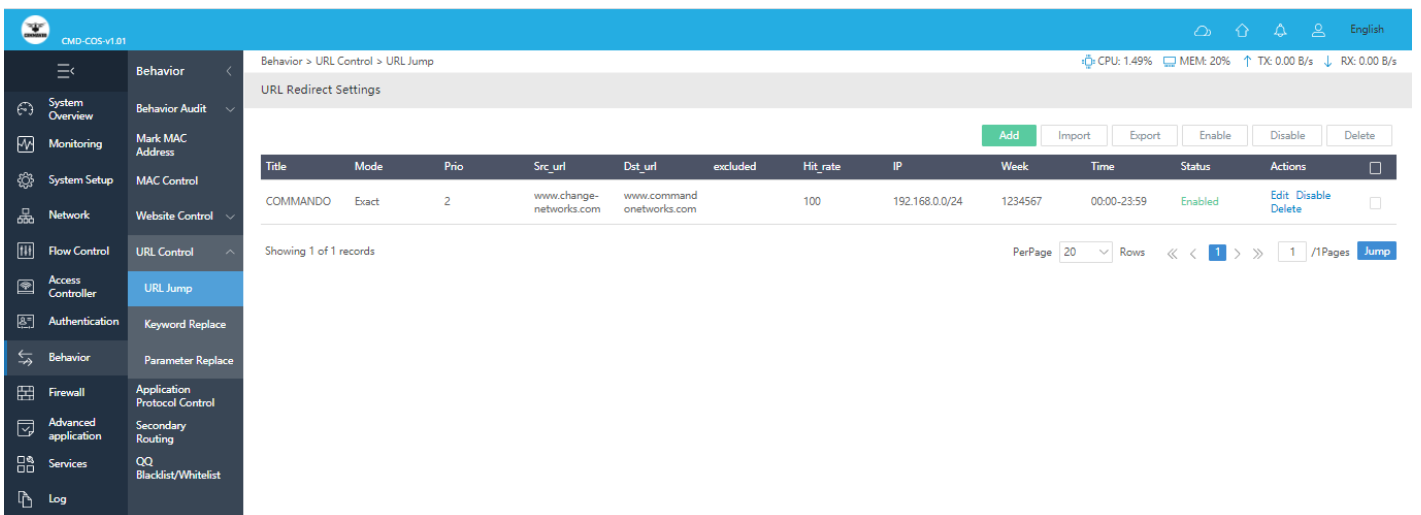 COMMANDO
CMD-COS-v1.01
English
Behavior > URL Control > URL Jump
CPU: 1.49% MEM: 20% ↑ TX: 0.00 B/s ↓ RX: 0.00 B/s
URL Redirect Settings
System
Overview
Monitoring
System Setup
Network
Flow Control
Access
Controller
Authentication
Behavior
Firewall
Advanced
application
Services
Log
Behavior
Behavior Audit
Mark MAC
Address
MAC Control
Website Control
URL Control
URL Jump
Keyword Replace
Parameter Replace
Application
Protocol Control
Secondary
Routing
QQ
Blacklist/Whitelist
Add Import Export Enable Disable Delete
Title Mode Prio Src_url Dst_url excluded Hit_rate IP Week Time Status Actions
COMMANDO Exact 2 www.change-
networks.com www.command
onetworks.com 100 192.168.0.0/24 1234567 00:00-23:59 Enabled Edit Disable
Delete
Showing 1 of 1 records
PerPage 20 Rows « < 1 > » 1 /1Pages Jump